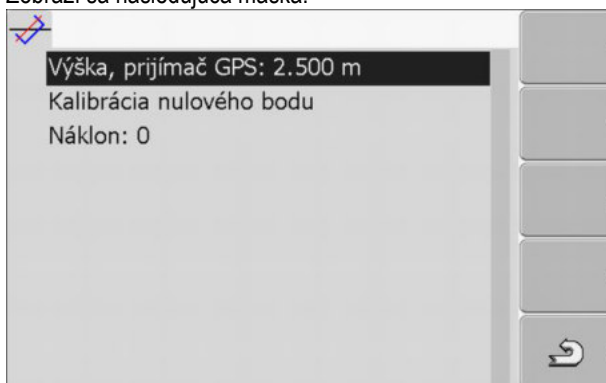 Zobrazí sa nasledujúca maska:
Výška, prijímač GPS: 2.500 m
Kalibrácia nulového bodu
Náklon: 0